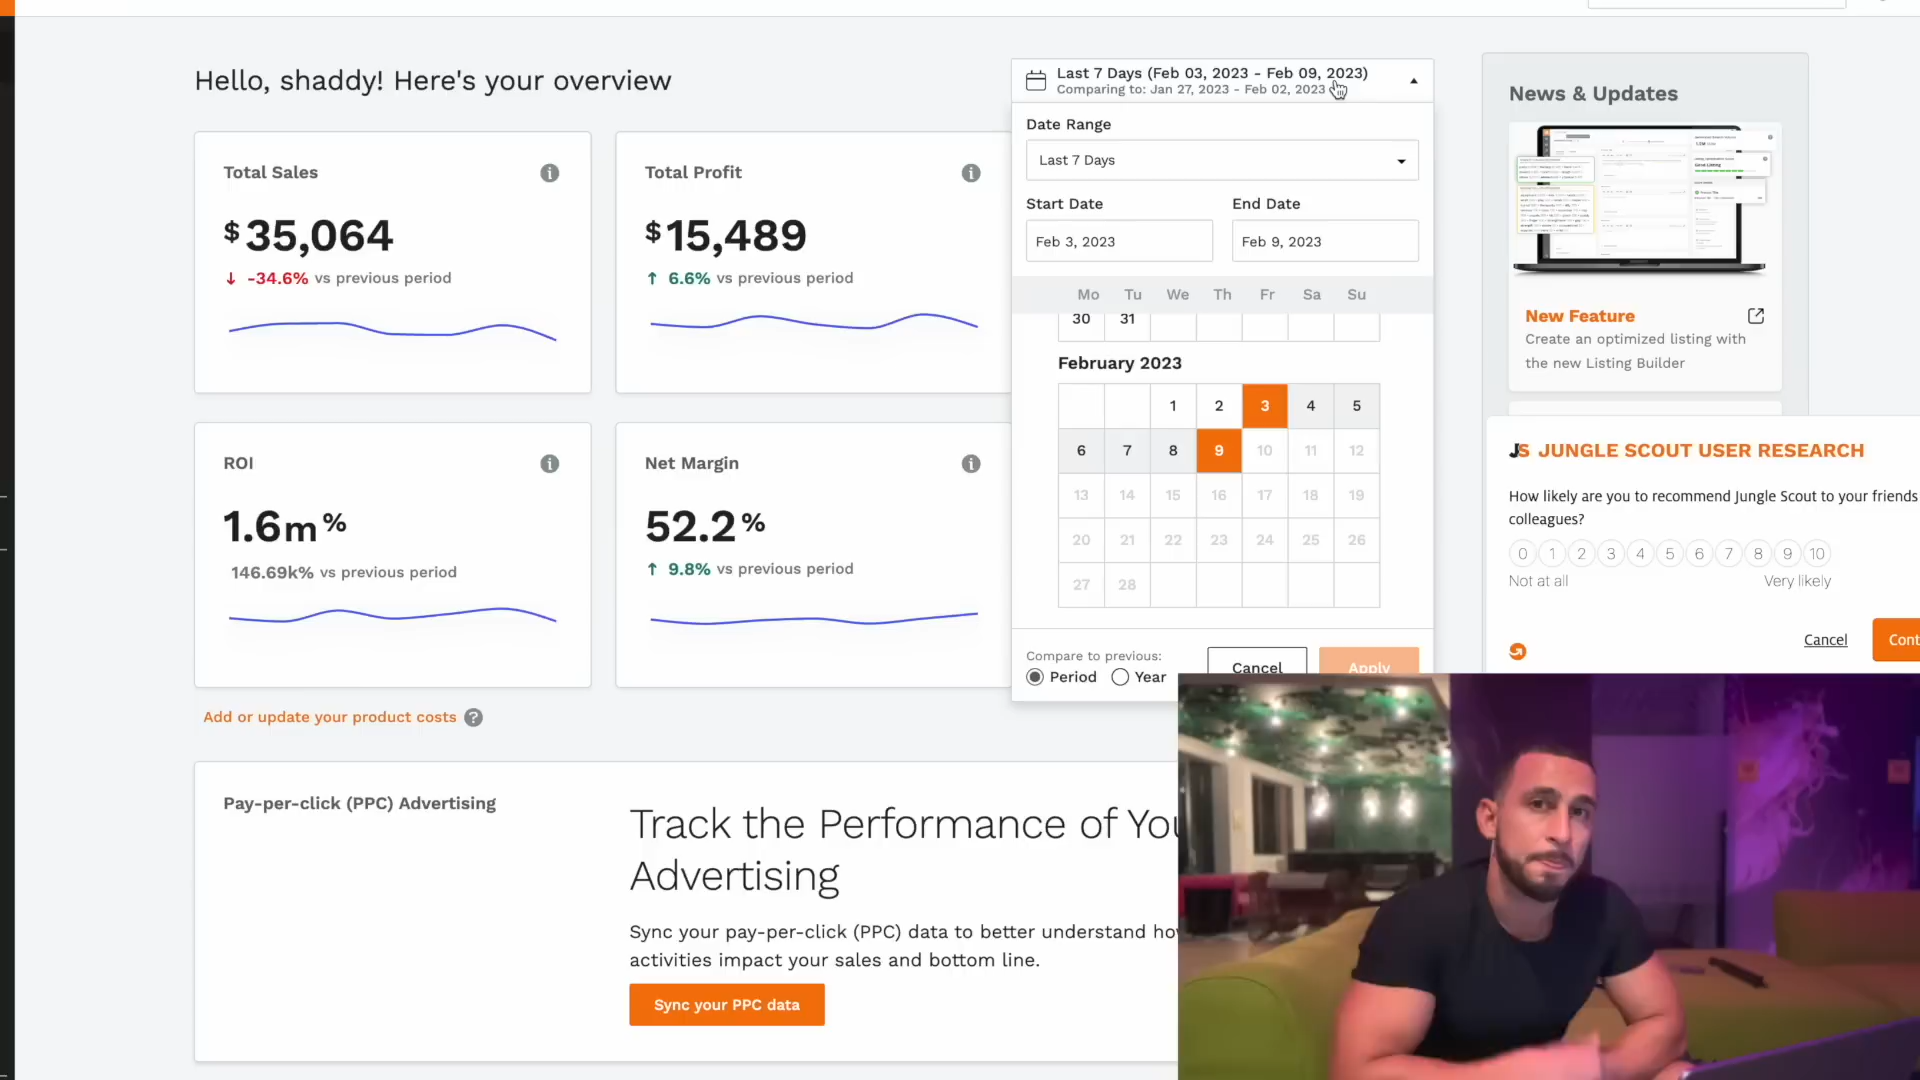 Hello, shaddy! Here's your overview
Last 7 Days (Feb 03, 2023 - Feb 09, 2023)
Comparing to: Jan 27, 2023 - Feb 02, 2023
Total Sales
$35,064
↓ -34.6% vs previous period
Total Profit
$15,489
↑ 6.6% vs previous period
ROI
1.6m%
146.69k% vs previous period
Net Margin
52.2%
↑ 9.8% vs previous period
Add or update your product costs ?
Date Range
Last 7 Days
Start Date End Date
Feb 3, 2023 Feb 9, 2023
Mo Tu We Th Fr Sa Su
30 31
February 2023
1 2 3 4 5
6 7 8 9 10 11 12
13 14 15 16 17 18 19
20 21 22 23 24 25 26
27 28
Compare to previous:
Period Year
Cancel Apply
News & Updates
New Feature
Create an optimized listing with
the new Listing Builder
JS JUNGLE SCOUT USER RESEARCH
How likely are you to recommend Jungle Scout to your friends
colleagues?
0 1 2 3 4 5 6 7 8 9 10
Not at all Very likely
Cancel Cont
Pay-per-click (PPC) Advertising
Track the Performance of You
Advertising
Sync your pay-per-click (PPC) data to better understand ho
activities impact your sales and bottom line.
Sync your PPC data